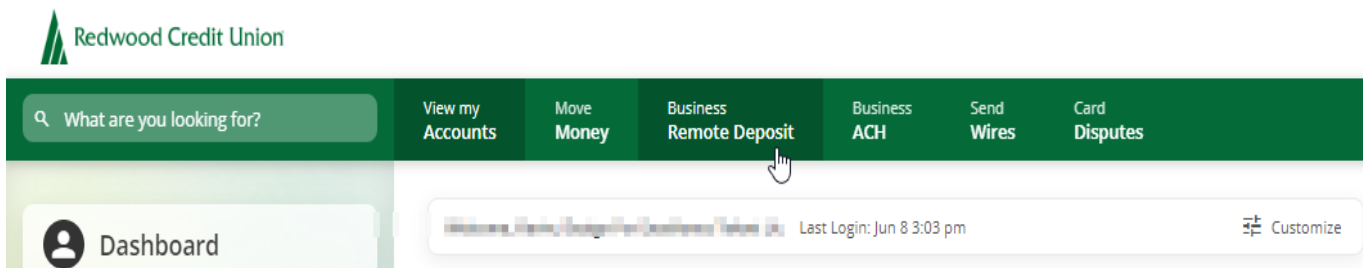 Redwood Credit Union
What are you looking for?
View my
Accounts
Move
Money
Business
Remote Deposit
Business
ACH
Send
Wires
Card
Disputes
Last Login: Jun 8 3:03 pm
Customize
Dashboard